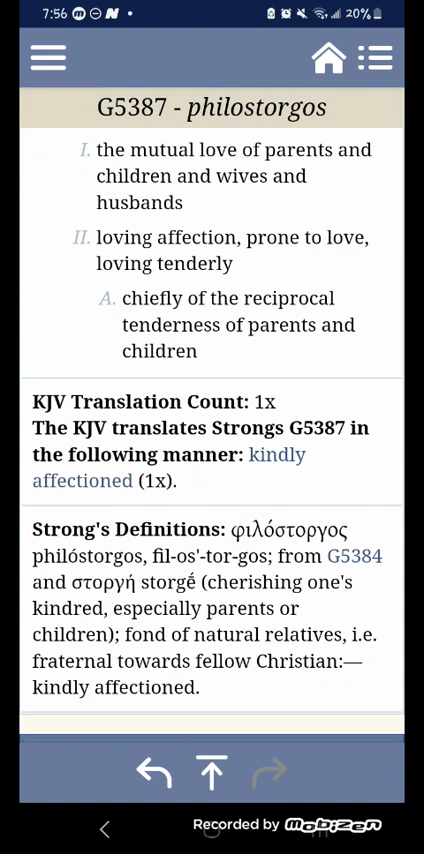 7:56 20%
G5387 - philostorgos
I. the mutual love of parents and
children and wives and
husbands
II. loving affection, prone to love,
loving tenderly
A. chiefly of the reciprocal
tenderness of parents and
children
KJV Translation Count: 1x
The KJV translates Strongs G5387 in
the following manner: kindly
affectioned (1x).
Strong's Definitions: φιλόστοργος
philóstorgos, fil-os'-tor-gos; from G5384
and στοργή storgḗ (cherishing one's
kindred, especially parents or
children); fond of natural relatives, i.e.
fraternal towards fellow Christian:—
kindly affectioned.
Recorded by mobizen